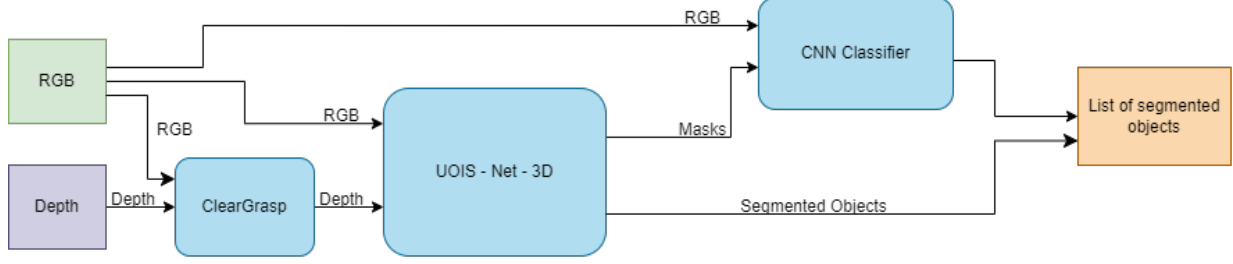 RGB
CNN Classifier
RGB
List of segmented
objects
RGB
RGB
Masks
UOIS - Net - 3D
Depth
Depth
ClearGrasp
Depth
Segmented Objects